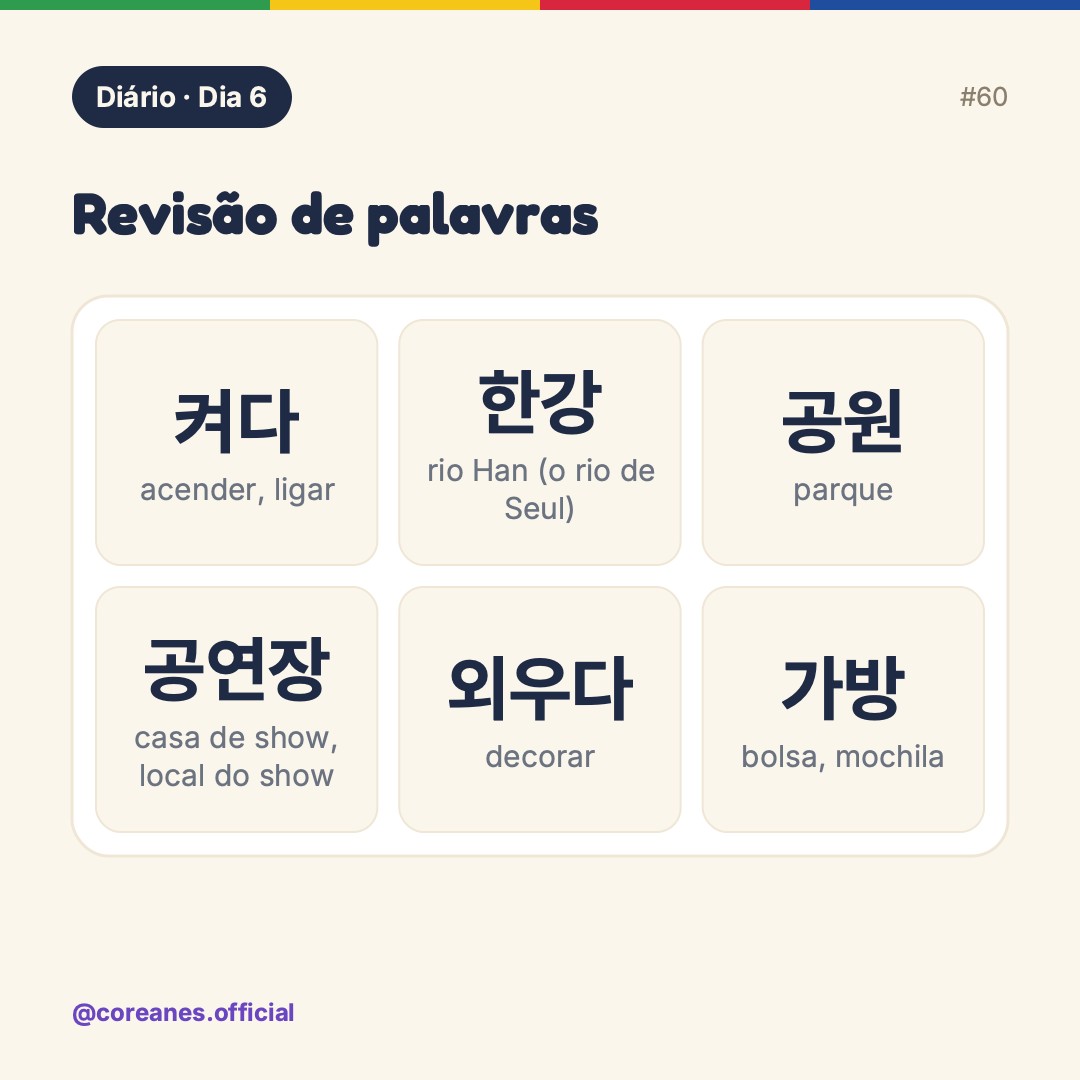 Diário · Dia 6
#60
Revisão de palavras
켜다
acender, ligar
한강
rio Han (o rio de
Seul)
공원
parque
공연장
casa de show,
local do show
외우다
decorar
가방
bolsa, mochila
@coreanes.official